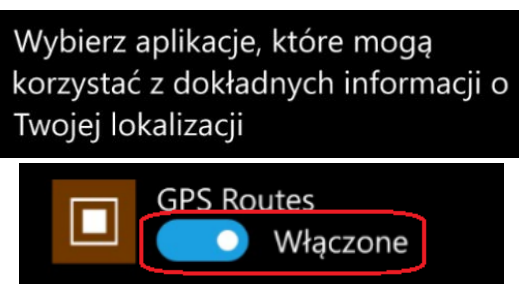 Wybierz aplikacje, które mogą
korzystać z dokładnych informacji o
Twojej lokalizacji
GPS Routes
Włączone